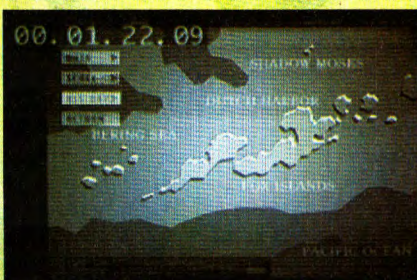 00.01.22.09
SHADOW MOSES
DUTCH HARBOR
BERING SEA
FOX ISLANDS
PACIFIC OCEAN